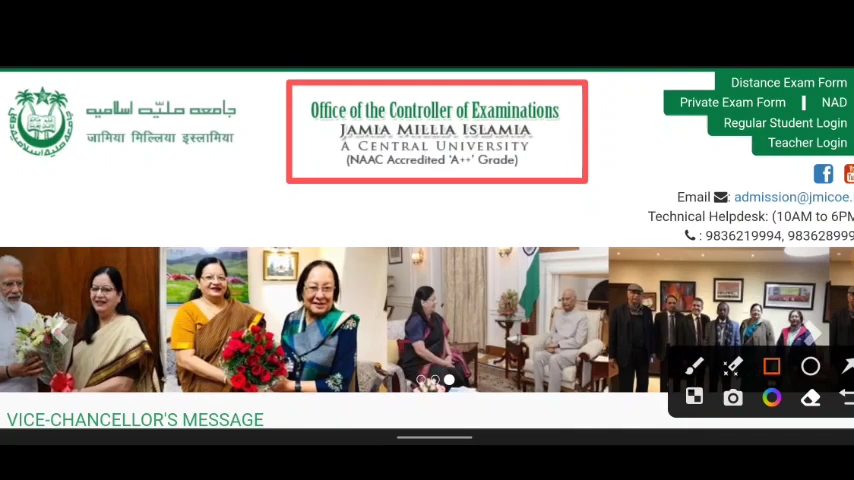 جامعہ ملیّہ اسلامیہ
जामिया मिल्लिया इस्लामिया
Office of the Controller of Examinations
JAMIA MILLIA ISLAMIA
A CENTRAL UNIVERSITY
(NAAC Accredited 'A++' Grade)
Distance Exam Form
Private Exam Form | NAD
Regular Student Login
Teacher Login
Email : admission@jmicoe.
Technical Helpdesk: (10AM to 6PM
: 9836219994, 983628999
VICE-CHANCELLOR'S MESSAGE